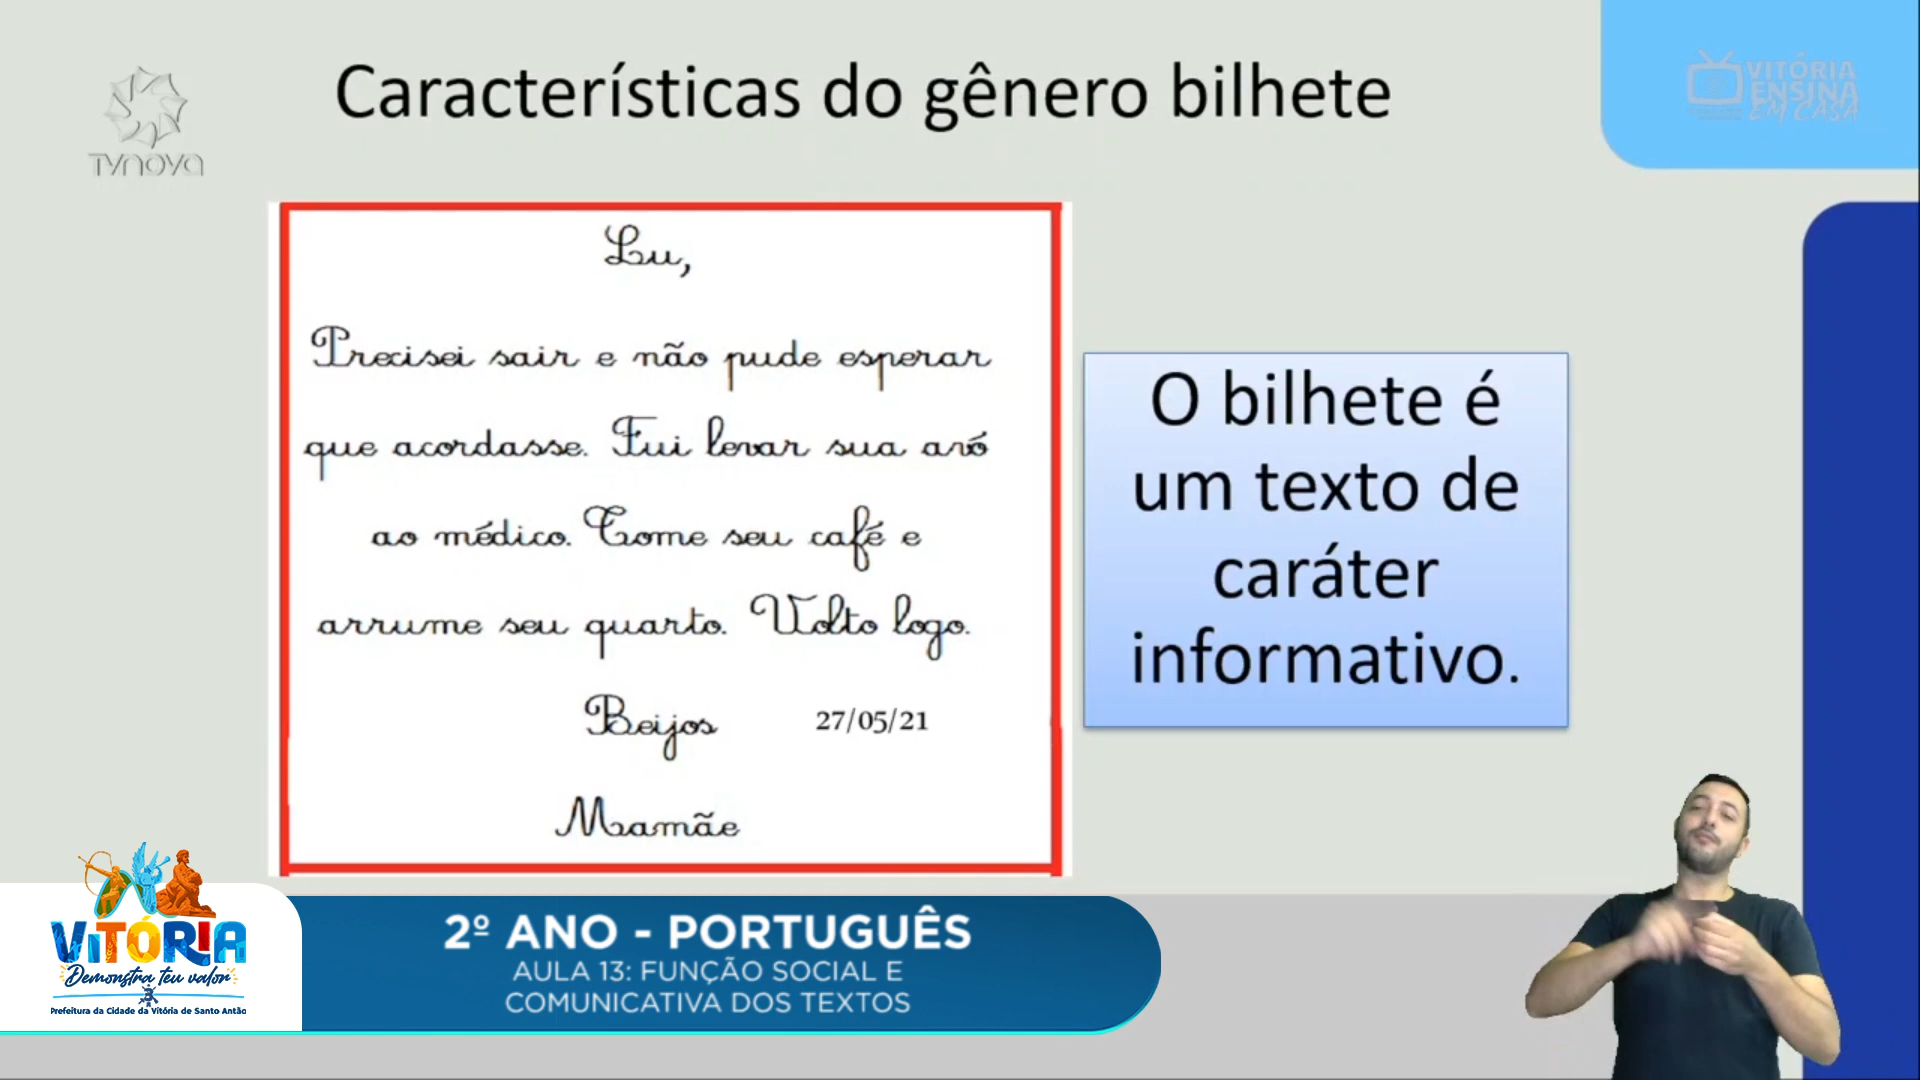 Características do gênero bilhete
TVNOVA
VITÓRIA
ENSINA
EM CASA
Lu,
Precisei sair e não pude esperar
que acordasse. Fui levar sua avó
ao médico. Tome seu café e
arrume seu quarto. Volto logo.
Beijos 27/05/21
Mamãe
O bilhete é
um texto de
caráter
informativo.
VITÓRIA
Demonstra teu valor
Prefeitura da Cidade da Vitória de Santo Antão
2º ANO - PORTUGUÊS
AULA 13: FUNÇÃO SOCIAL E
COMUNICATIVA DOS TEXTOS